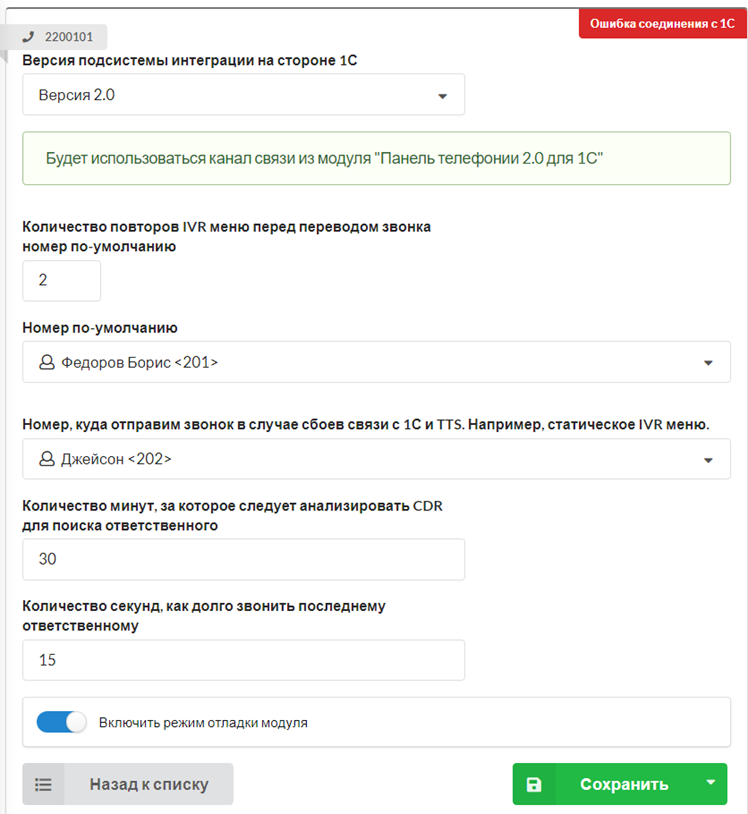 Ошибка соединения с 1С
2200101
Версия подсистемы интеграции на стороне 1С
Версия 2.0
Будет использоваться канал связи из модуля "Панель телефонии 2.0 для 1С"
Количество повторов IVR меню перед переводом звонка
номер по-умолчанию
2
Номер по-умолчанию
Федоров Борис <201>
Номер, куда отправим звонок в случае сбоев связи с 1С и TTS. Например, статическое IVR меню.
Джейсон <202>
Количество минут, за которое следует анализировать CDR
для поиска ответственного
30
Количество секунд, как долго звонить последнему
ответственному
15
Включить режим отладки модуля
Назад к списку
Сохранить